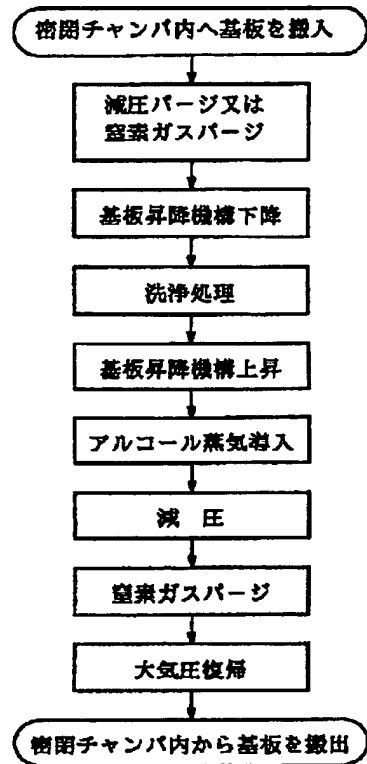 密閉チャンバ内へ基板を搬入
減圧パージ又は
窒素ガスパージ
基板昇降機構下降
洗浄処理
基板昇降機構上昇
アルコール蒸気導入
減 圧
窒素ガスパージ
大気圧復帰
密閉チャンバ内から基板を搬出